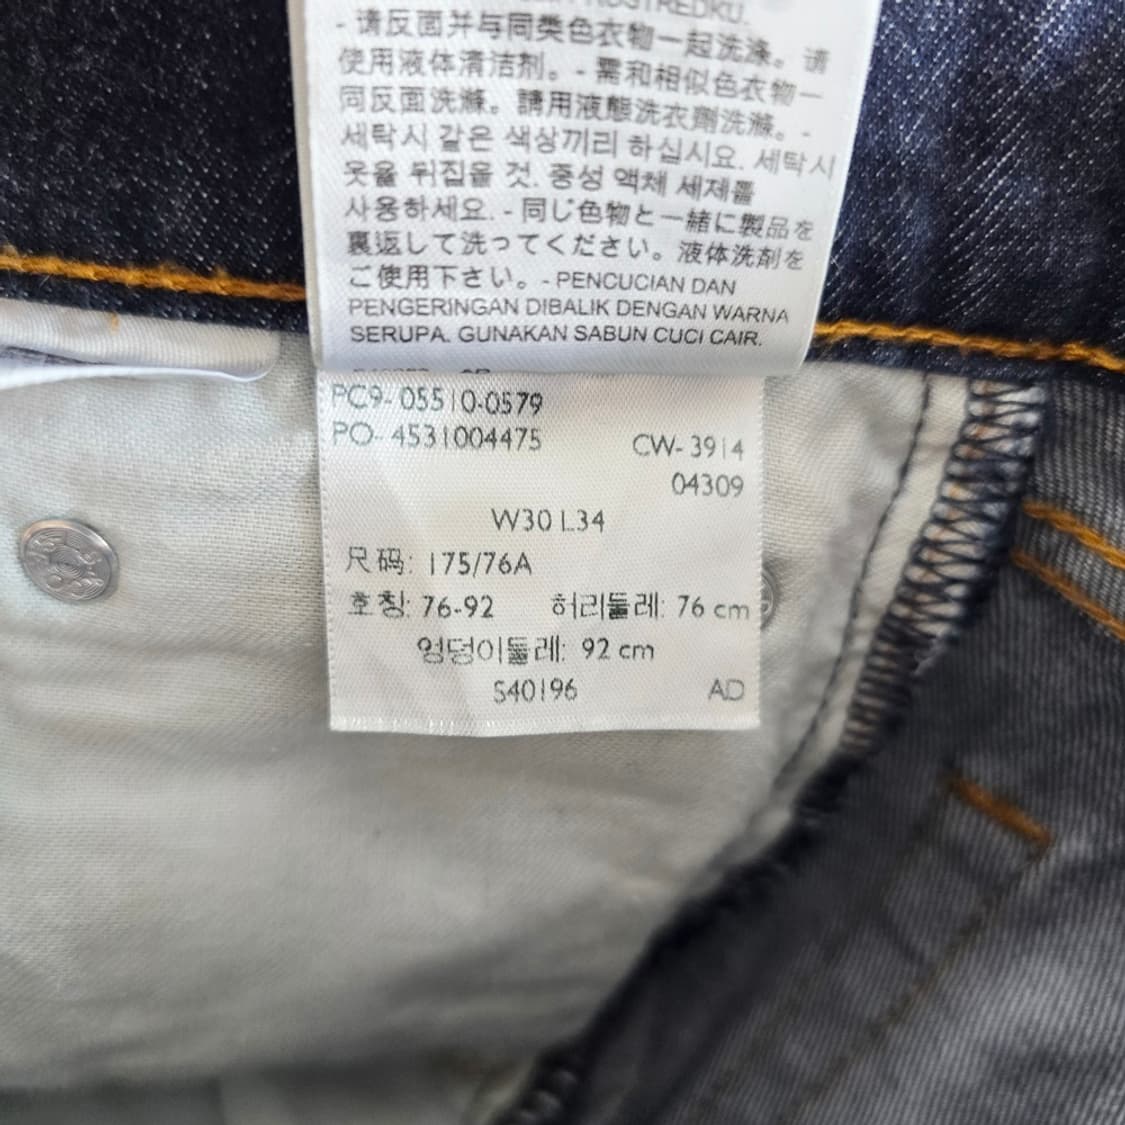 - 请反面并与同类色衣物一起洗涤。请
使用液体清洁剂。- 需和相似色衣物一
同反面洗滌。請用液態洗衣劑洗滌。-
세탁시 같은 색상끼리 하십시요. 세탁시
옷을 뒤집을 것. 중성 액체 세제를
사용하세요. - 同じ色物と一緒に製品を
裏返して洗ってください。液体洗剤を
ご使用下さい。- PENCUCIAN DAN
PENGERINGAN DIBALIK DENGAN WARNA
SERUPA. GUNAKAN SABUN CUCI CAIR.
PC9- 05510-0579
PO- 4531004475
CW- 3914
04309
W30 L34
尺码: 175/76A
호칭: 76-92 허리둘레: 76 cm
엉덩이둘레: 92 cm
S40196 AD